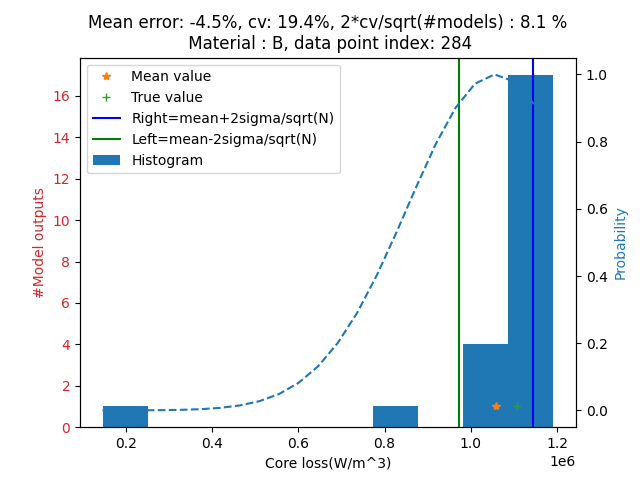 Mean error: -4.5%, cv: 19.4%, 2*cv/sqrt(#models) : 8.1 %
Material : B, data point index: 284
Mean value
True value
Right=mean+2sigma/sqrt(N)
Left=mean-2sigma/sqrt(N)
Histogram
#Model outputs
0
2
4
6
8
10
12
14
16
Probability
0.0
0.2
0.4
0.6
0.8
1.0
0.2
0.4
0.6
0.8
1.0
1.2
1e6
Core loss(W/m^3)